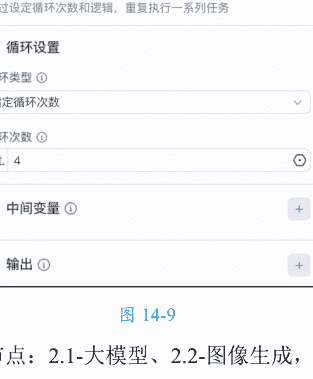 过设定循环次数和逻辑，重复执行一系列任务
循环设置
环类型
指定循环次数
环次数
4
中间变量
+
输出
+
图 14-9
节点：2.1-大模型、2.2-图像生成，